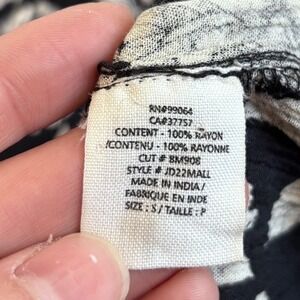 RN#99064
CA#37757
CONTENT - 100% RAYON
/CONTENU - 100% RAYONNE
CUT # BM908
STYLE # JD22MALL
MADE IN INDIA/
FABRIQUE EN INDE
SIZE : S / TAILLE : P